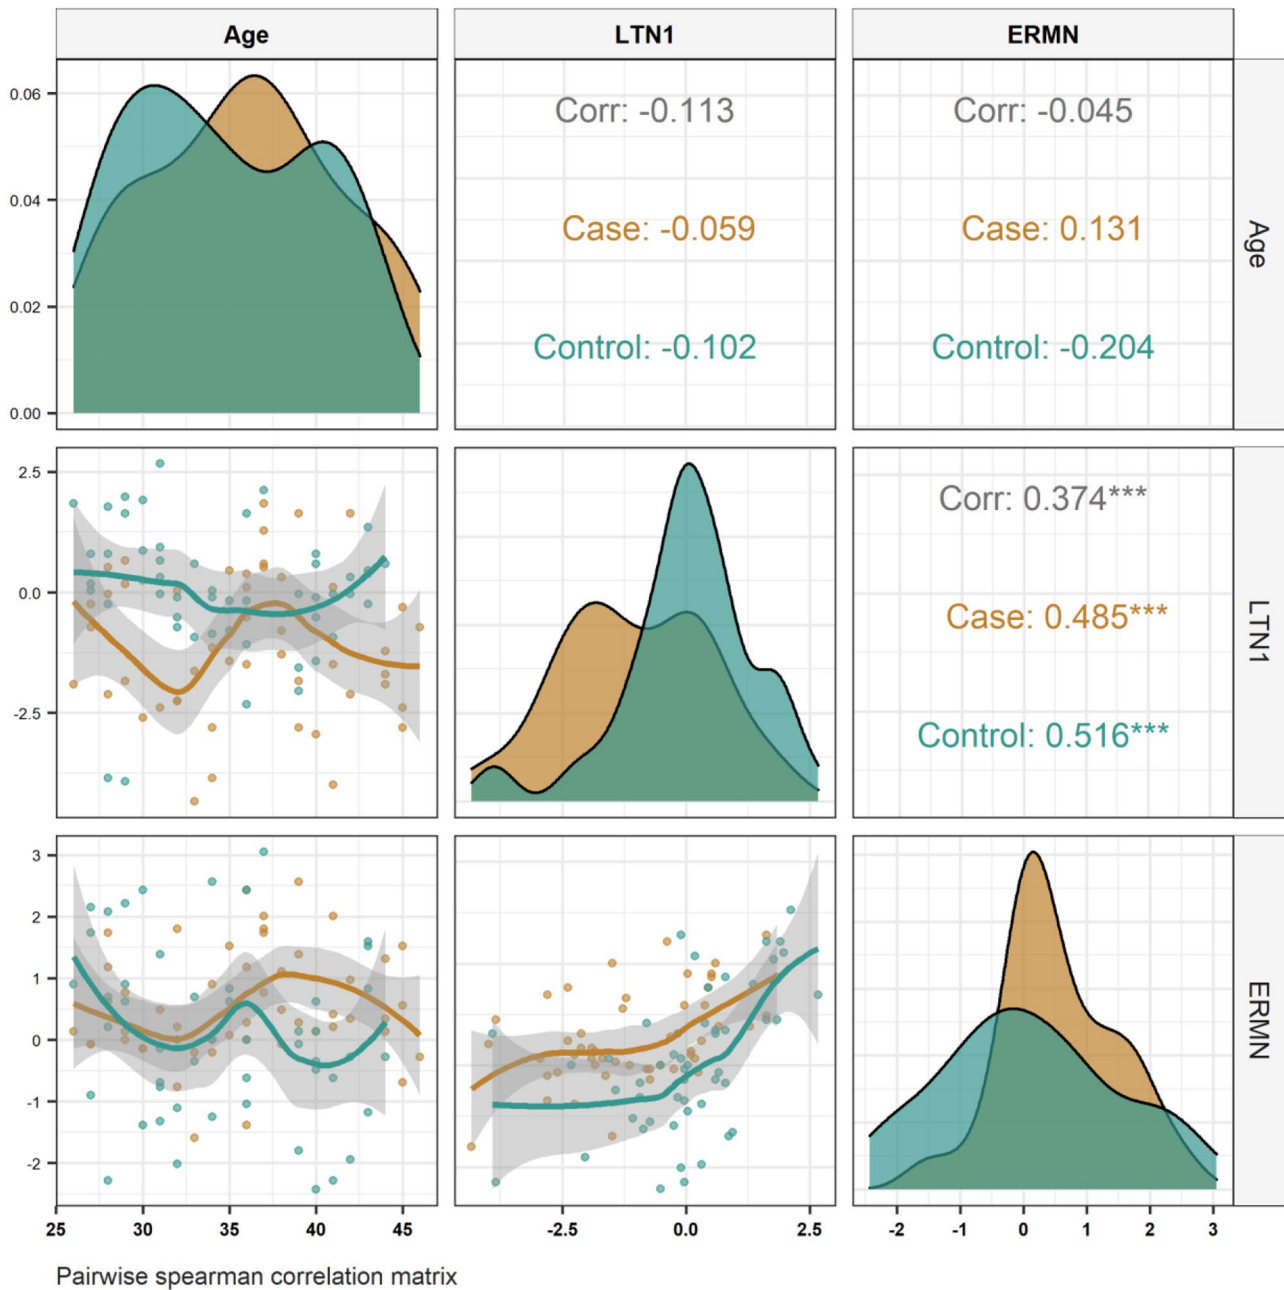 Age
LTN1
ERMN
0.06
0.04
0.02
0.00
Corr: -0.113
Case: -0.059
Control: -0.102
Corr: -0.045
Case: 0.131
Control: -0.204
Age
2.5
0.0
-2.5
Corr: 0.374***
Case: 0.485***
Control: 0.516***
LTN1
3
2
1
0
-1
-2
ERMN
25 30 35 40 45
-2.5 0.0 2.5
-2 -1 0 1 2 3
Pairwise spearman correlation matrix